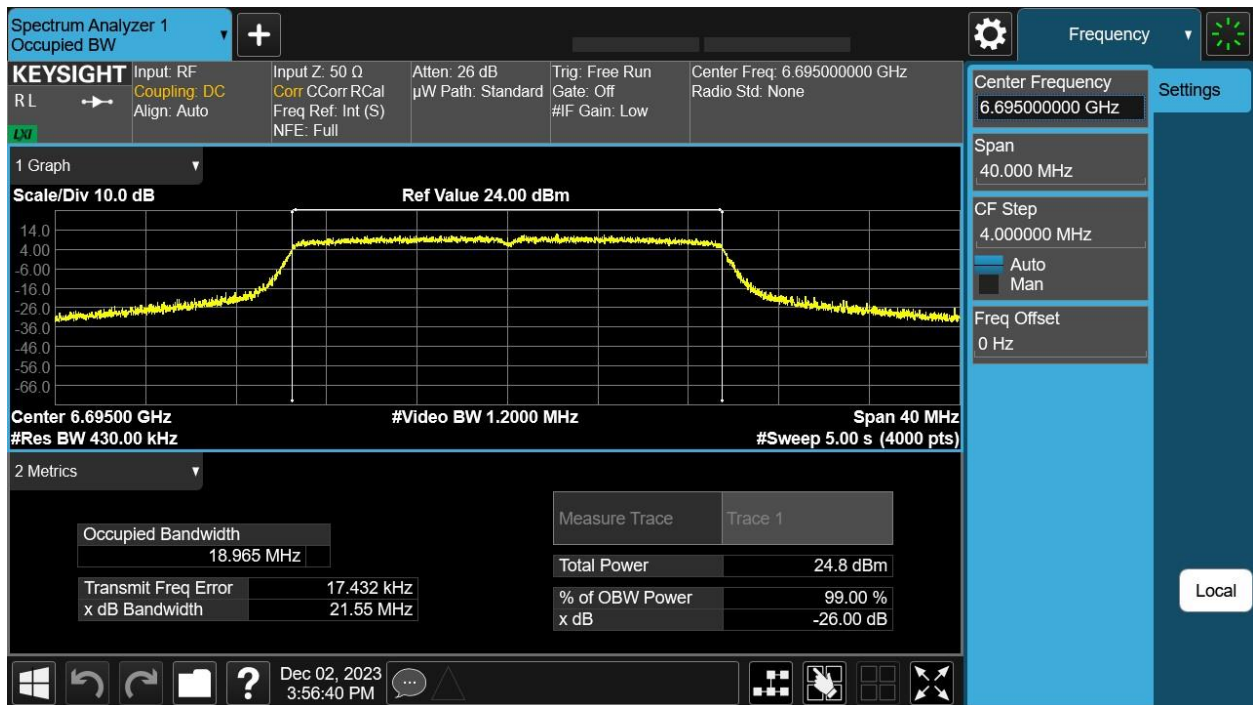 Spectrum Analyzer 1
Occupied BW
▼
+
Frequency
▼
KEYSIGHT
RL
LXI
Input: RF
Coupling: DC
Align: Auto
Input Z: 50 Ω
Corr CCorr RCal
Freq Ref: Int (S)
NFE: Full
Atten: 26 dB
µW Path: Standard
Trig: Free Run
Gate: Off
#IF Gain: Low
Center Freq: 6.695000000 GHz
Radio Std: None
Center Frequency
6.695000000 GHz
Settings
Span
40.000 MHz
CF Step
4.000000 MHz
Auto
Man
Freq Offset
0 Hz
1 Graph ▼
Scale/Div 10.0 dB Ref Value 24.00 dBm
14.0
4.00
-6.00
-16.0
-26.0
-36.0
-46.0
-56.0
-66.0
Center 6.69500 GHz #Video BW 1.2000 MHz Span 40 MHz
#Res BW 430.00 kHz #Sweep 5.00 s (4000 pts)
2 Metrics ▼
Occupied Bandwidth
18.965 MHz
Transmit Freq Error 17.432 kHz
x dB Bandwidth 21.55 MHz
Measure Trace Trace 1
Total Power 24.8 dBm
% of OBW Power 99.00 %
x dB -26.00 dB
Local
?
Dec 02, 2023
3:56:40 PM